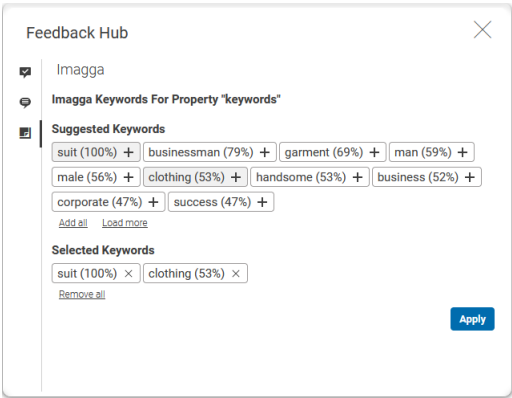 Feedback Hub
Imagga
Imagga Keywords For Property "keywords"
Suggested Keywords
suit (100%) + businessman (79%) + garment (69%) + man (59%) +
male (56%) + clothing (53%) + handsome (53%) + business (52%) +
corporate (47%) + success (47%) +
Add all Load more
Selected Keywords
suit (100%) × clothing (53%) ×
Remove all
Apply